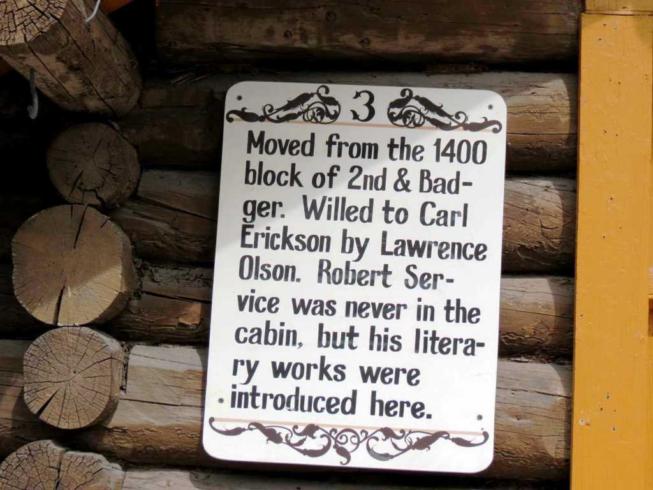 3
Moved from the 1400
block of 2nd & Bad-
ger. Willed to Carl
Erickson by Lawrence
Olson. Robert Ser-
vice was never in the
cabin, but his litera-
ry works were
introduced here.